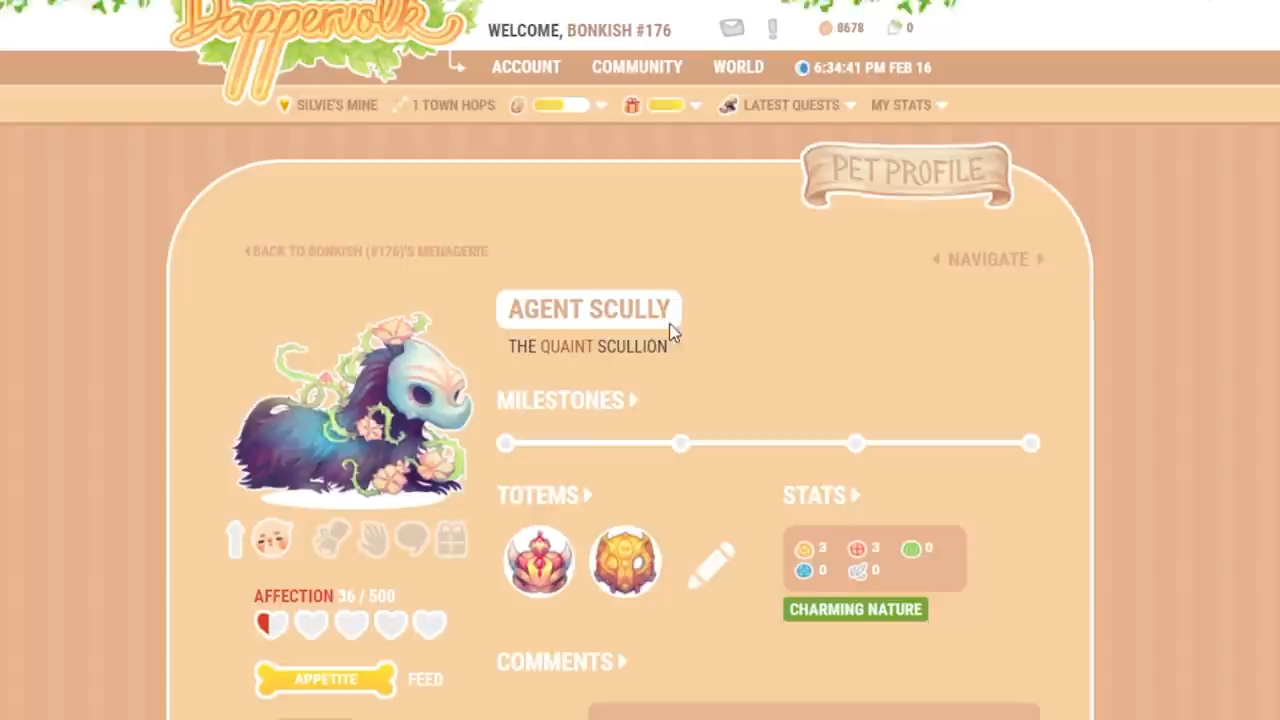 Dappervolk
WELCOME, BONKISH #176
8678
0
ACCOUNT
COMMUNITY
WORLD
6:34:41 PM FEB 16
SILVIE'S MINE
1 TOWN HOPS
LATEST QUESTS
MY STATS
PET PROFILE
BACK TO BONKISH (#176)'S MENAGERIE
NAVIGATE
AGENT SCULLY
THE QUAINT SCULLION
MILESTONES
TOTEMS
STATS
3 3 0
0 0
CHARMING NATURE
AFFECTION 36 / 500
APPETITE
FEED
COMMENTS